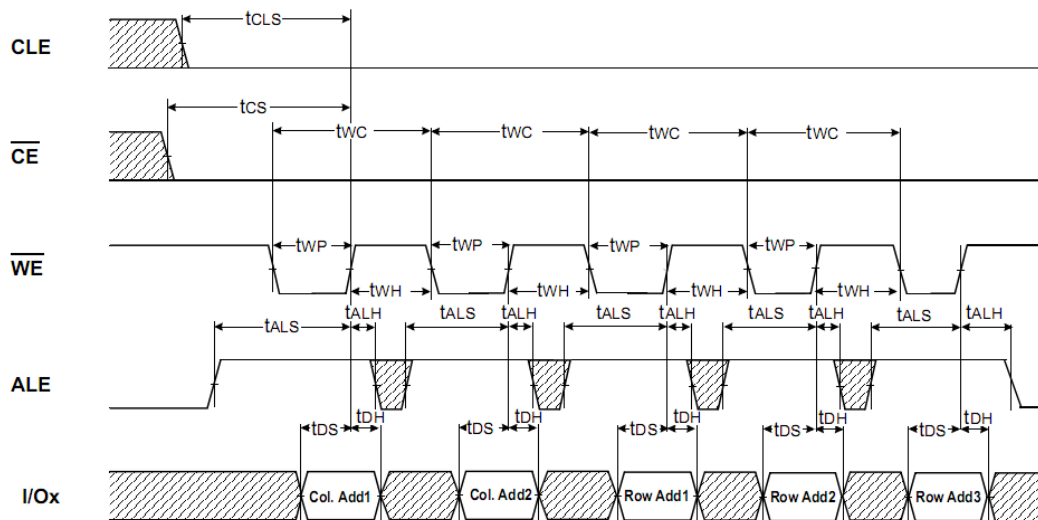 CLE
tCLS
tCS
CE
tWC tWC tWC tWC
WE
tWP tWP tWP tWP
tWH tWH tWH tWH
tALS tALH tALS tALH tALS tALH tALS tALH tALS tALH
ALE
tDS tDH tDS tDH tDS tDH tDS tDH tDS tDH
I/Ox
Col. Add1 Col. Add2 Row Add1 Row Add2 Row Add3